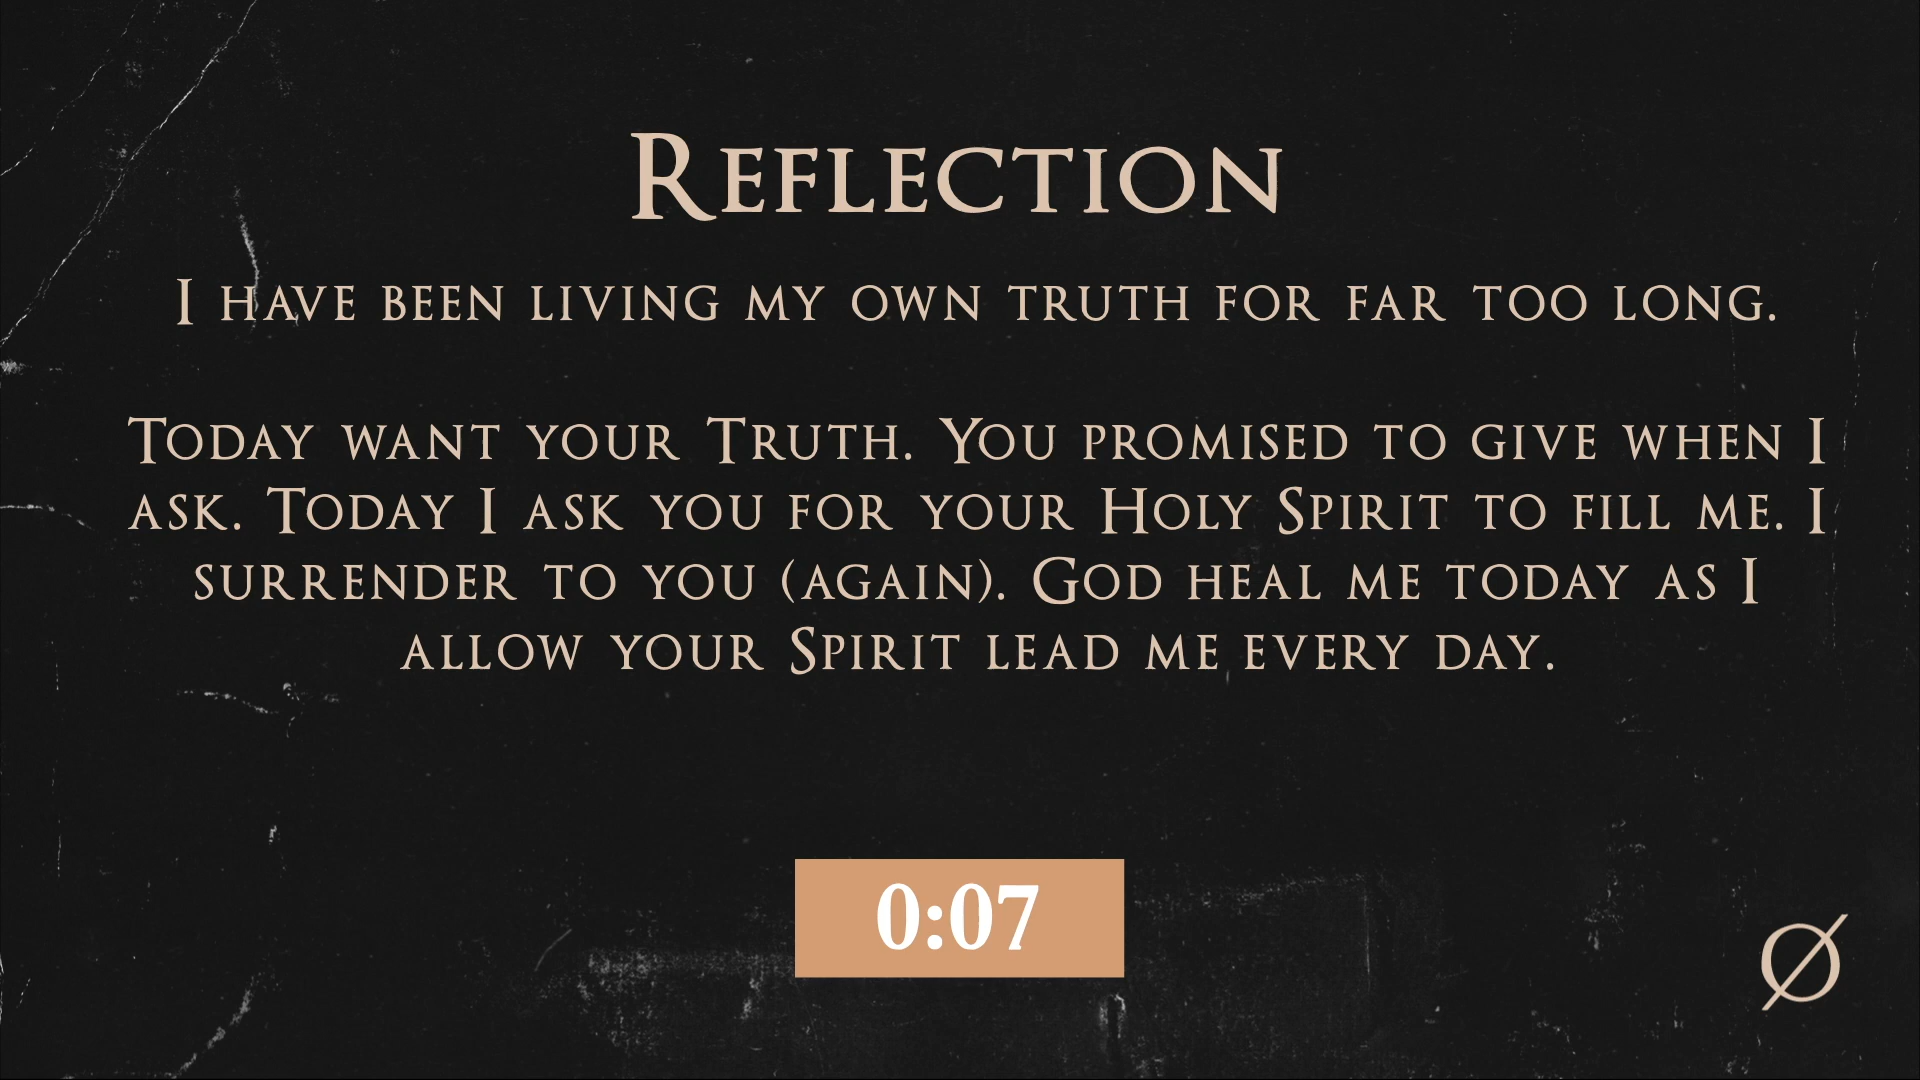 Reflection
I have been living my own truth for far too long.
Today want your Truth. You promised to give when I
ask. Today I ask you for your Holy Spirit to fill me. I
surrender to you (again). God heal me today as I
allow your Spirit lead me every day.
0:07
Ø